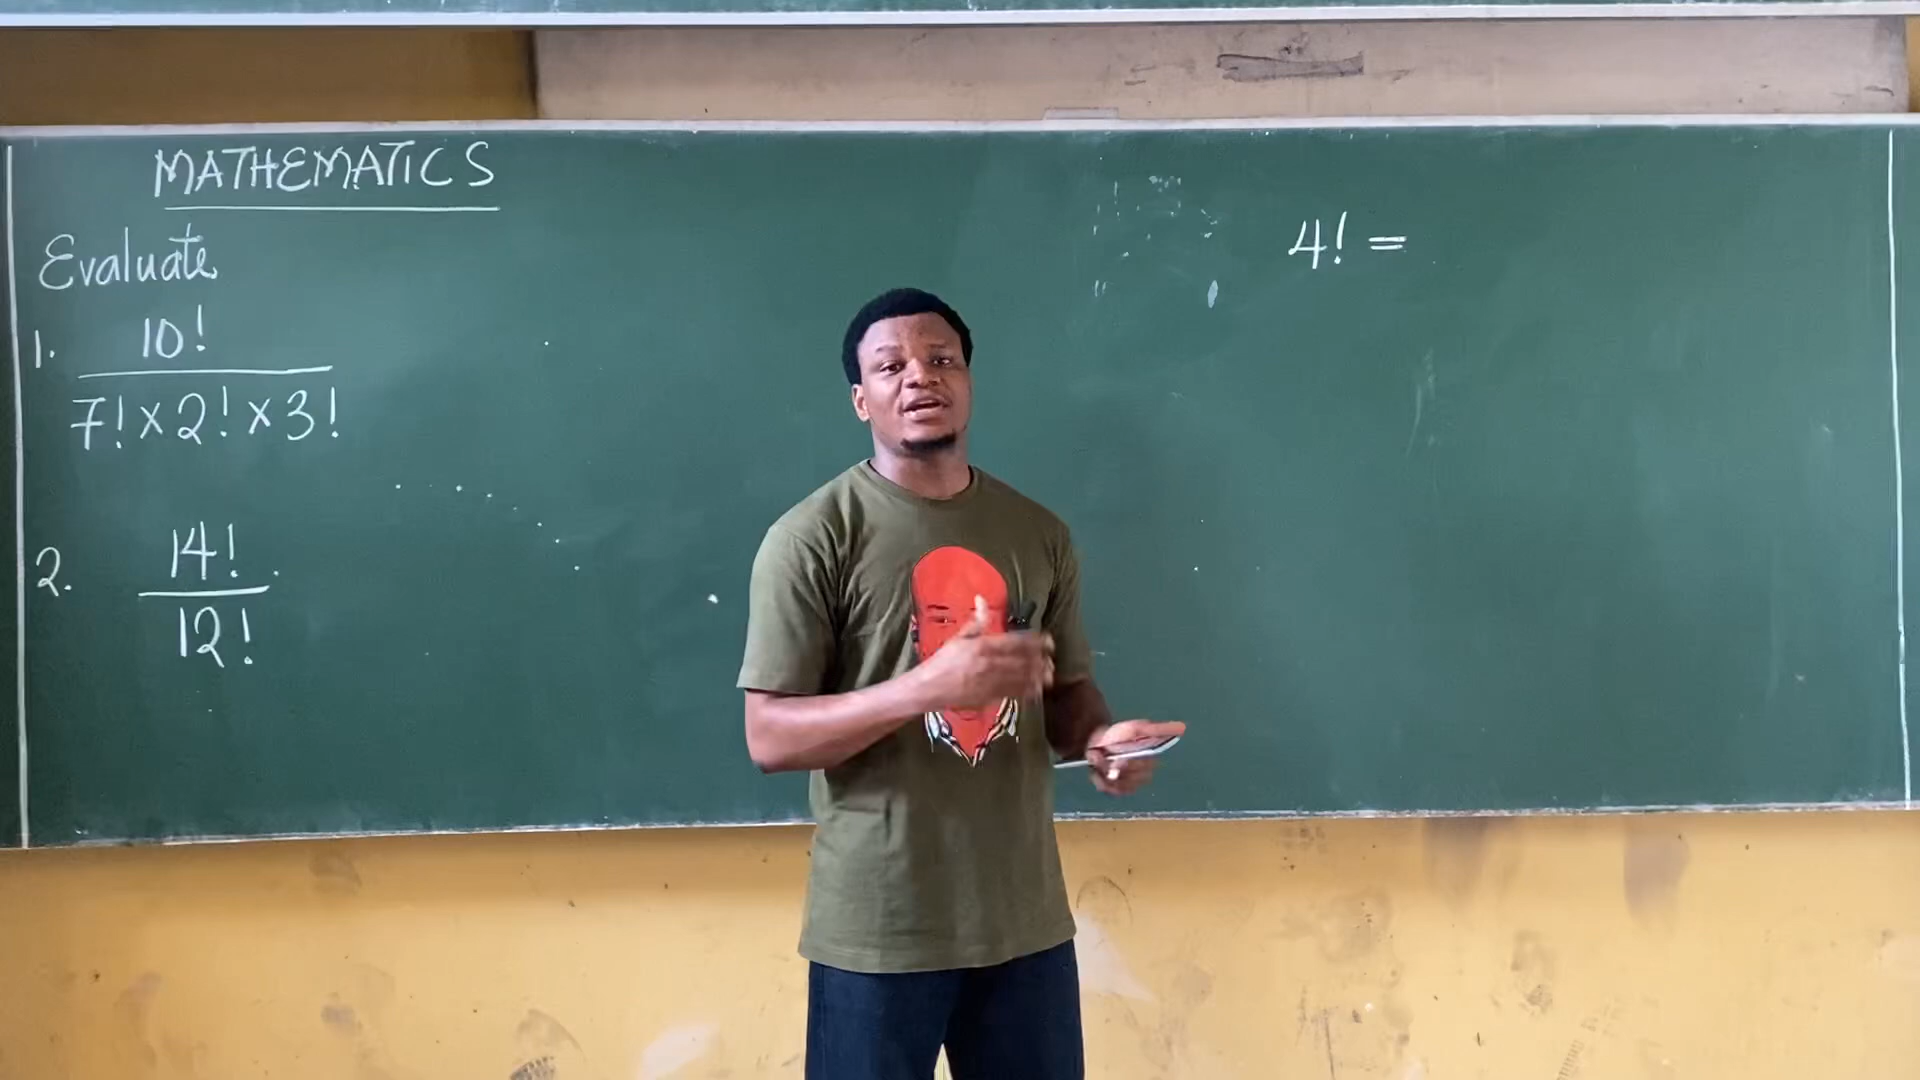 MATHEMATICS
Evaluate
1. 10!
7! × 2! × 3!
2. 14!
12!
4! =